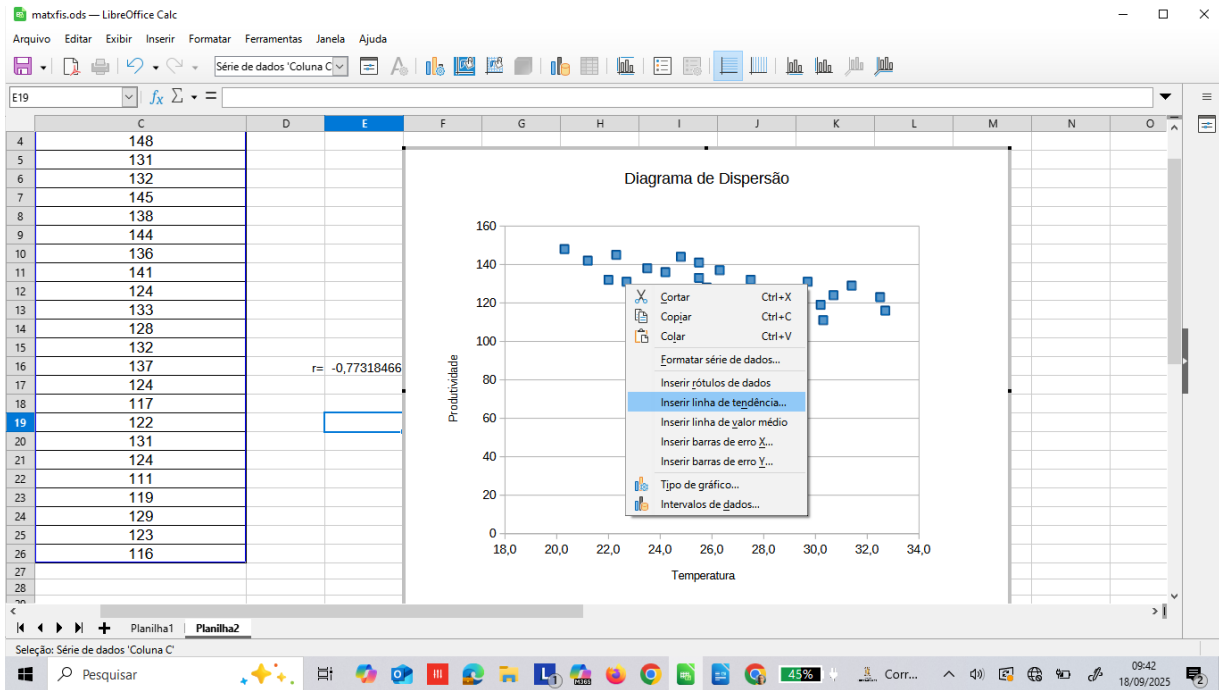 matxfis.ods — LibreOffice Calc
Arquivo Editar Exibir Inserir Formatar Ferramentas Janela Ajuda
Série de dados 'Coluna C
E19
C D E F G H I J K L M N O
4 148
5 131
6 132
7 145
8 138
9 144
10 136
11 141
12 124
13 133
14 128
15 132
16 137 r= -0,77318466
17 124
18 117
19 122
20 131
21 124
22 111
23 119
24 129
25 123
26 116
27
28
29
Diagrama de Dispersão
160
140
120
100
80
60
40
20
0
Produtividade
18,0 20,0 22,0 24,0 26,0 28,0 30,0 32,0 34,0
Temperatura
Cortar Ctrl+X
Copiar Ctrl+C
Colar Ctrl+V
Formatar série de dados...
Inserir rótulos de dados
Inserir linha de tendência...
Inserir linha de valor médio
Inserir barras de erro X...
Inserir barras de erro Y...
Tipo de gráfico...
Intervalos de dados...
Planilha1 Planilha2
Seleção: Série de dados 'Coluna C'
Pesquisar
M365
45%
Corr...
09:42
18/09/2025
2